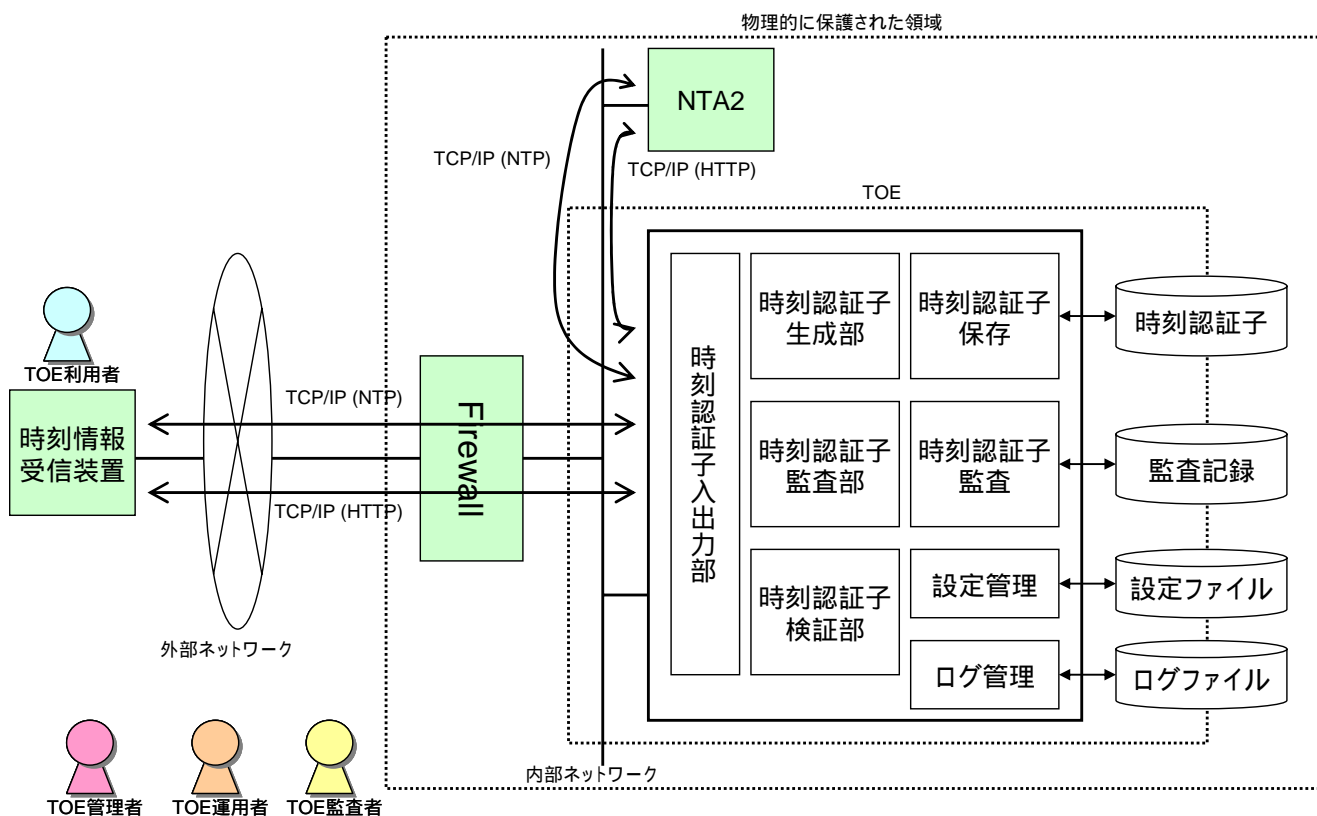 物理的に保護された領域
NTA2
TCP/IP (NTP)
TCP/IP (HTTP)
TOE
TOE利用者
時刻情報
受信装置
外部ネットワーク
TCP/IP (NTP)
TCP/IP (HTTP)
Firewall
内部ネットワーク
時刻認証子入出力部
時刻認証子
生成部
時刻認証子
保存
時刻認証子
時刻認証子
監査部
時刻認証子
監査
監査記録
時刻認証子
検証部
設定管理
設定ファイル
ログ管理
ログファイル
TOE管理者
TOE運用者
TOE監査者